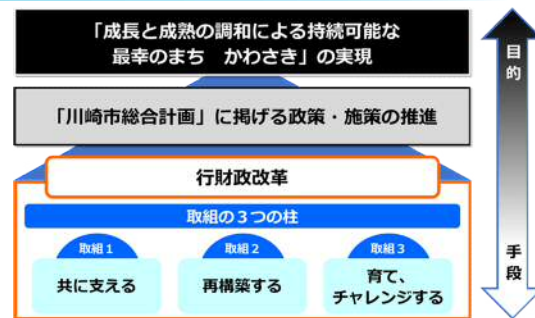 「成長と成熟の調和による持続可能な
最幸のまち　かわさき」の実現
目的
「川崎市総合計画」に掲げる政策・施策の推進
行財政改革
取組の３つの柱
取組１
取組２
取組３
共に支える
再構築する
育て、
チャレンジする
手段